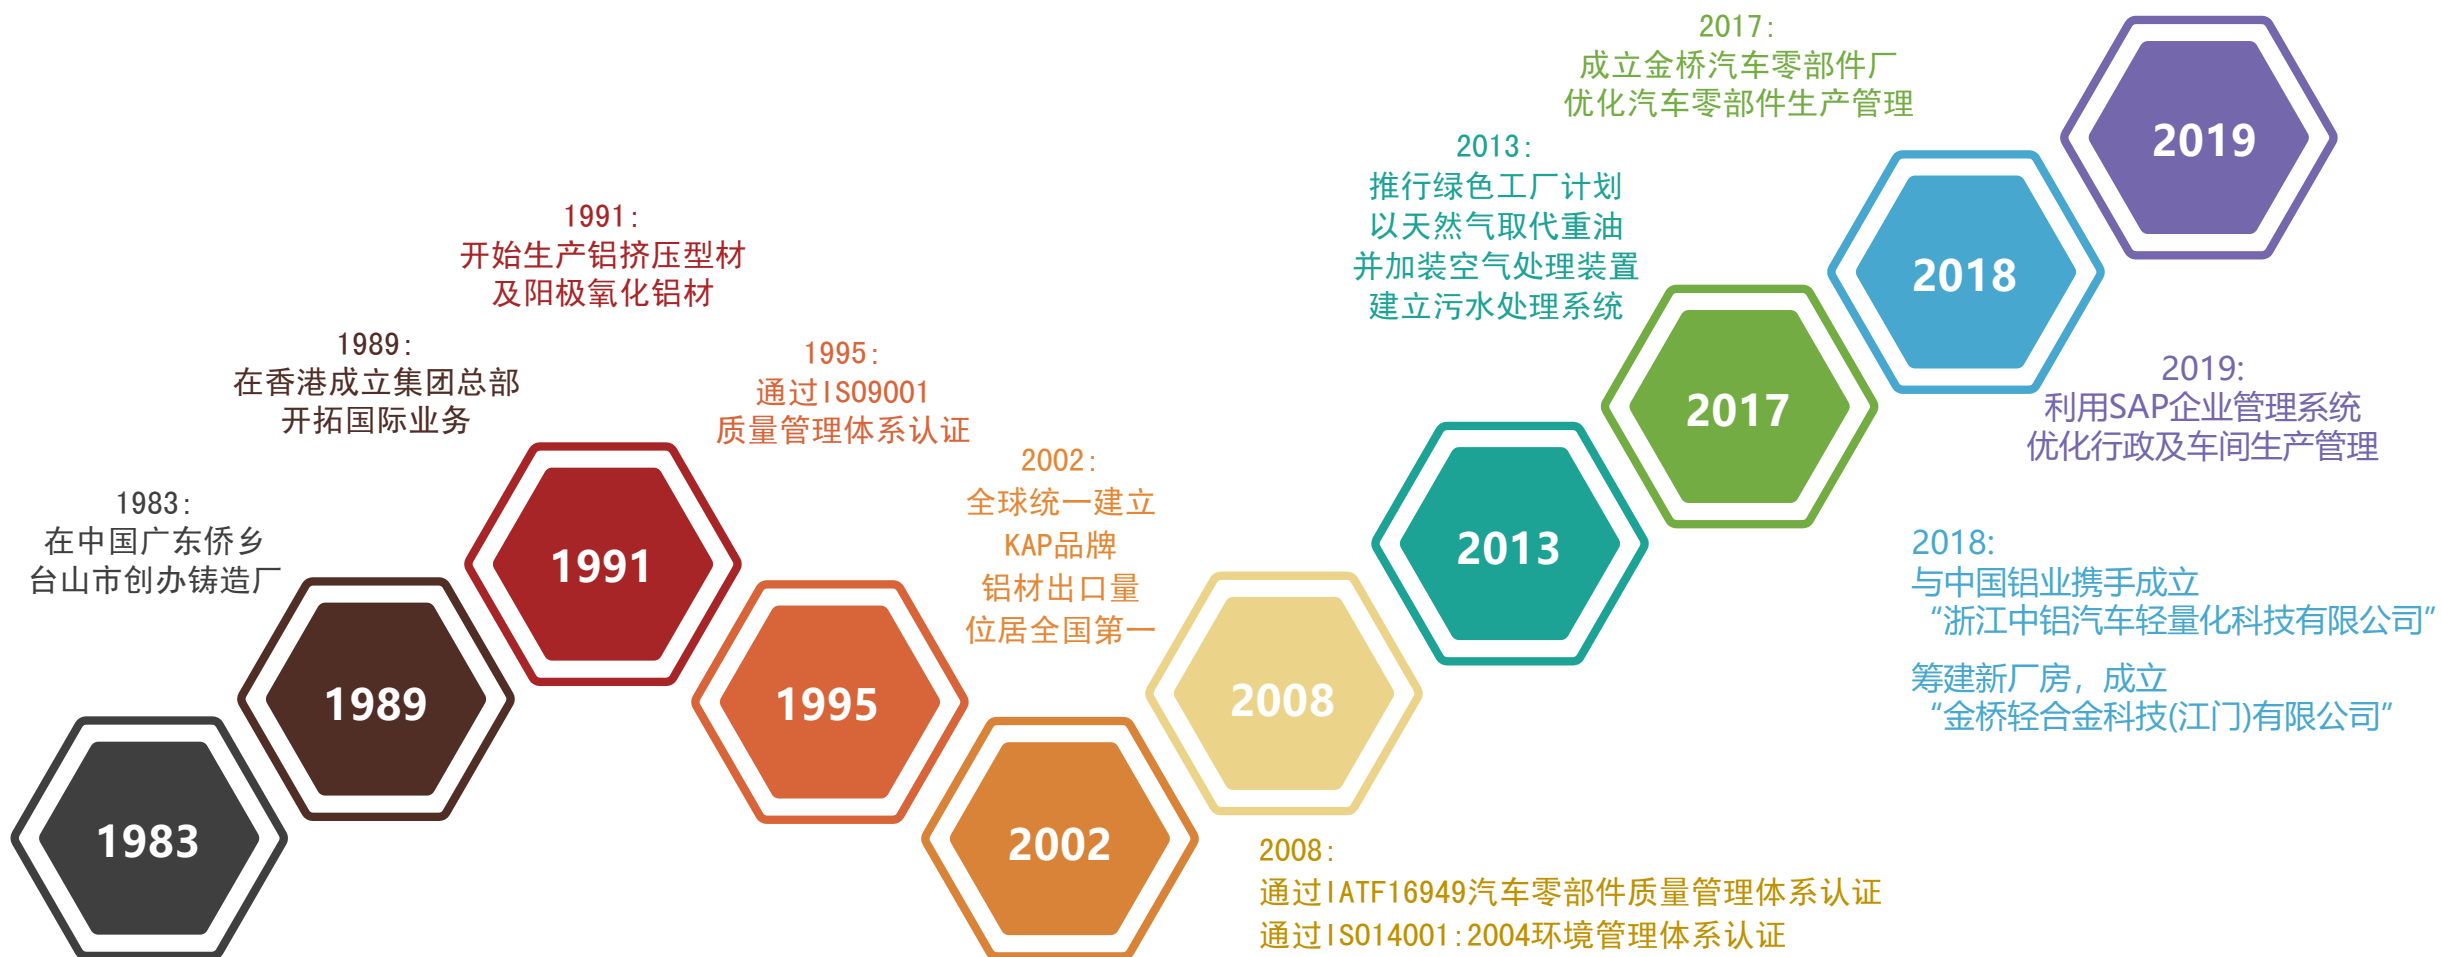 1983:
在中国广东侨乡
台山市创办铸造厂
1983
1989:
在香港成立集团总部
开拓国际业务
1989
1991:
开始生产铝挤压型材
及阳极氧化铝材
1991
1995:
通过ISO9001
质量管理体系认证
1995
2002:
全球统一建立
KAP品牌
铝材出口量
位居全国第一
2002
2008
2008:
通过IATF16949汽车零部件质量管理体系认证
通过ISO14001:2004环境管理体系认证
2013:
推行绿色工厂计划
以天然气取代重油
并加装空气处理装置
建立污水处理系统
2013
2017:
成立金桥汽车零部件厂
优化汽车零部件生产管理
2017
2018
2018:
与中国铝业携手成立
“浙江中铝汽车轻量化科技有限公司”
筹建新厂房，成立
“金桥轻合金科技(江门)有限公司”
2019
2019:
利用SAP企业管理系统
优化行政及车间生产管理